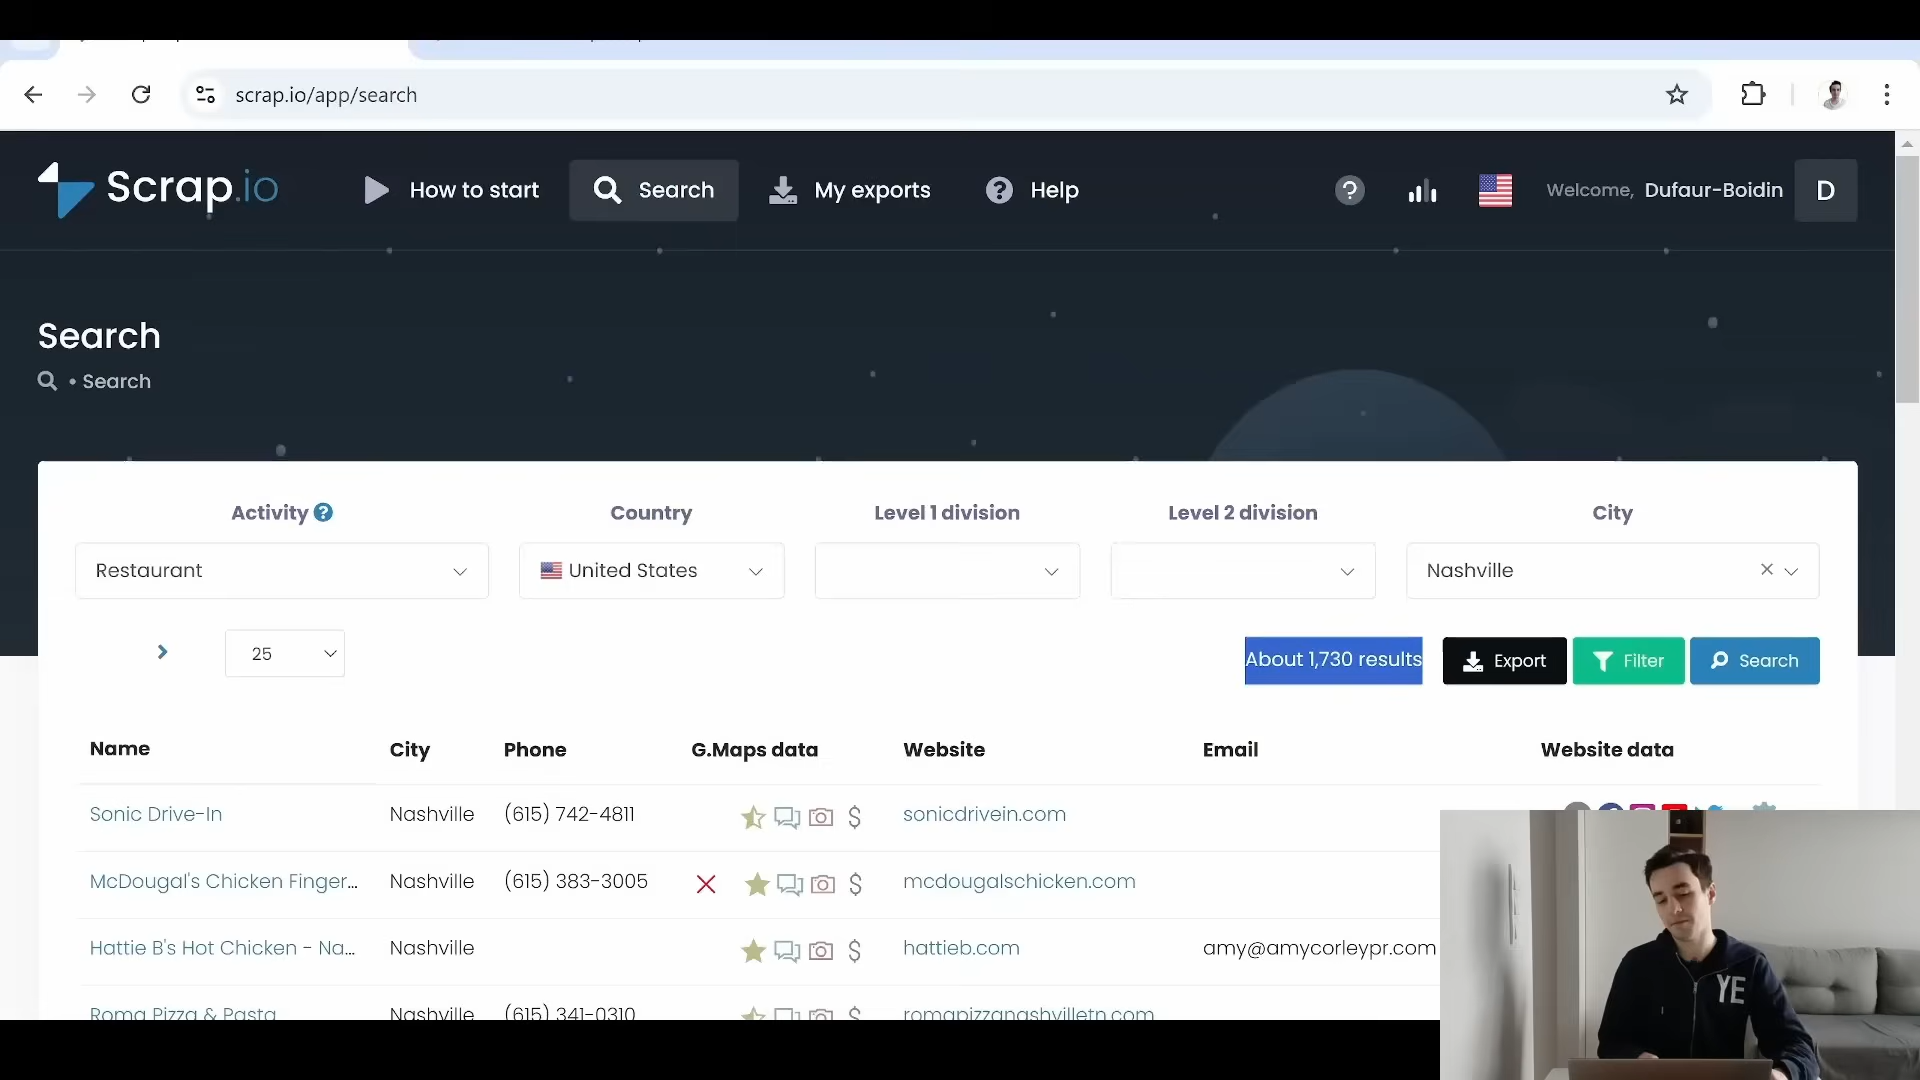 scrap.io/app/search
Scrap.io
How to start
Search
My exports
Help
Welcome, Dufaur-Boidin
D
Search
• Search
Activity
Country
Level 1 division
Level 2 division
City
Restaurant
United States
Nashville
25
About 1,730 results
Export
Filter
Search
Name City Phone G.Maps data Website Email Website data
Sonic Drive-In Nashville (615) 742-4811 $ sonicdrivein.com
McDougal's Chicken Finger... Nashville (615) 383-3005 $ mcdougalschicken.com
Hattie B's Hot Chicken - Na... Nashville $ hattieb.com amy@amycorleypr.com
Roma Pizza & Pasta Nashville (615) 341-0310 $ romapizzanashvilletn.com
YE